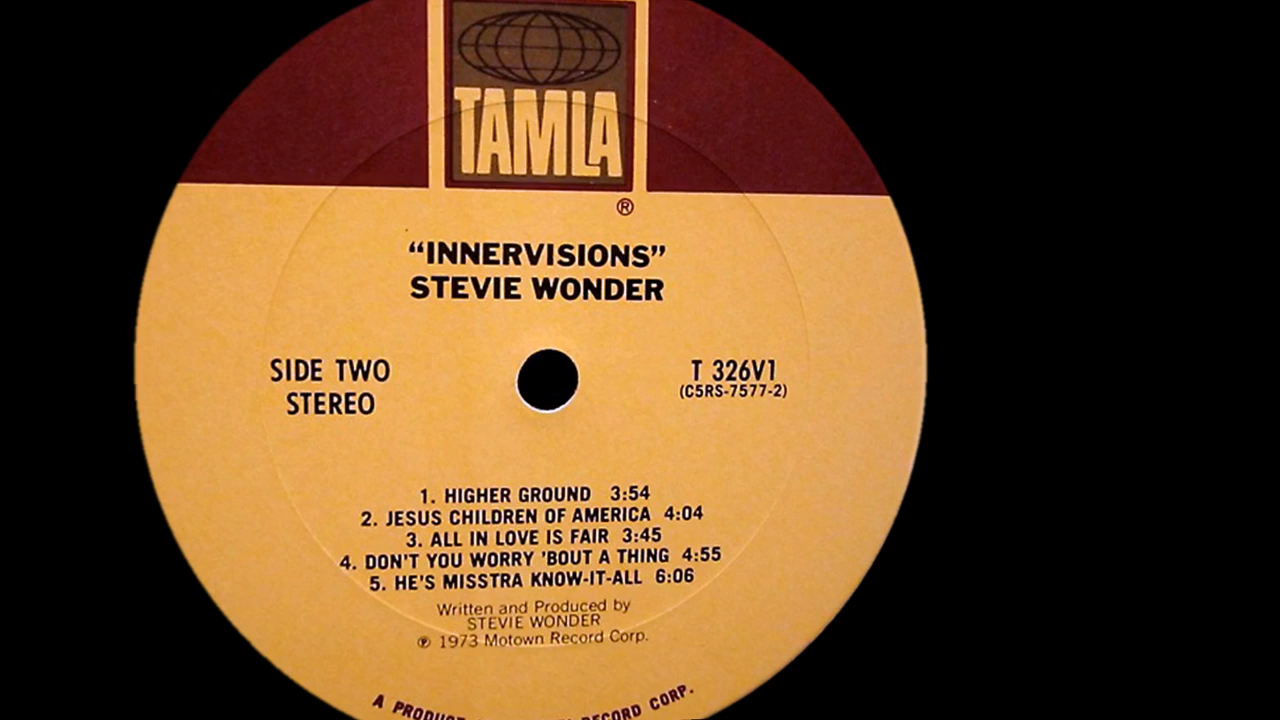 TAMLA
®
“INNERVISIONS”
STEVIE WONDER
SIDE TWO
STEREO
T 326V1
(C5RS-7577-2)
1. HIGHER GROUND 3:54
2. JESUS CHILDREN OF AMERICA 4:04
3. ALL IN LOVE IS FAIR 3:45
4. DON'T YOU WORRY 'BOUT A THING 4:55
5. HE'S MISSTRA KNOW-IT-ALL 6:06
Written and Produced by
STEVIE WONDER
℗ 1973 Motown Record Corp.
A PRODUCT RECORD CORP.